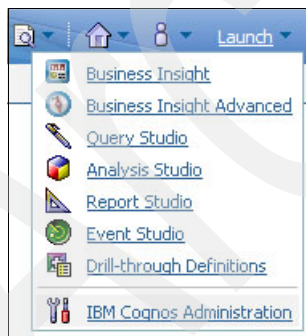 Launch
Business Insight
Business Insight Advanced
Query Studio
Analysis Studio
Report Studio
Event Studio
Drill-through Definitions
IBM Cognos Administration